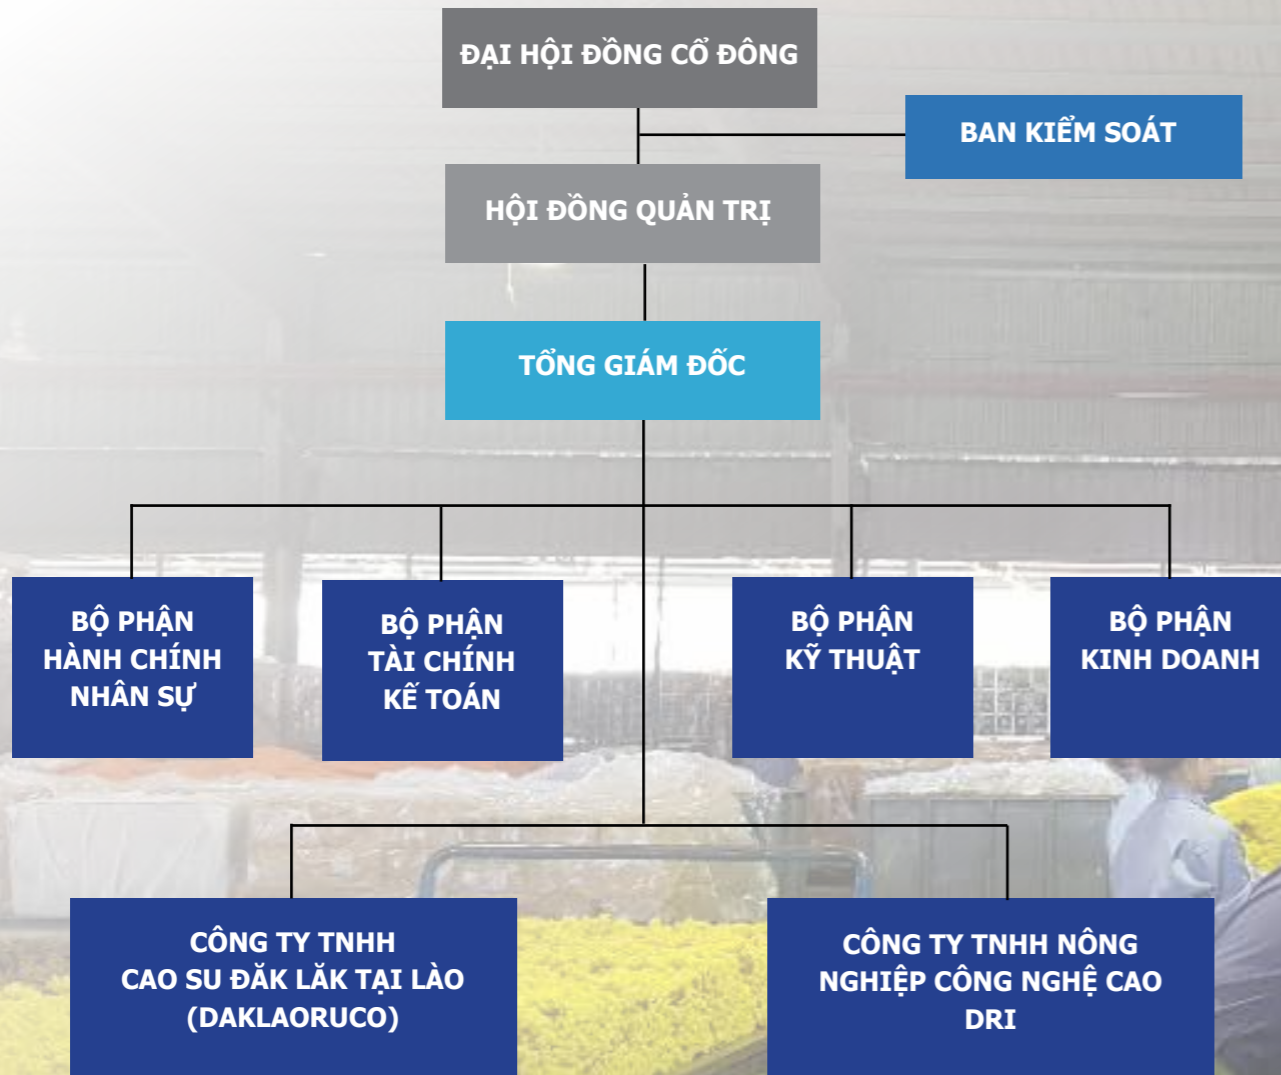 ĐẠI HỘI ĐỒNG CỔ ĐÔNG
BAN KIỂM SOÁT
HỘI ĐỒNG QUẢN TRỊ
TỔNG GIÁM ĐỐC
BỘ PHẬN
HÀNH CHÍNH
NHÂN SỰ
BỘ PHẬN
TÀI CHÍNH
KẾ TOÁN
BỘ PHẬN
KỸ THUẬT
BỘ PHẬN
KINH DOANH
CÔNG TY TNHH
CAO SU ĐĂK LĂK TẠI LÀO
(DAKLAORUCO)
CÔNG TY TNHH NÔNG
NGHIỆP CÔNG NGHỆ CAO
DRI